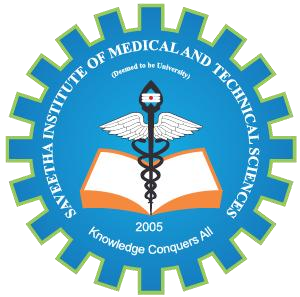 SAVEETHA INSTITUTE OF MEDICAL AND TECHNICAL SCIENCES
(Deemed to be University)
2005
Knowledge Conquers All